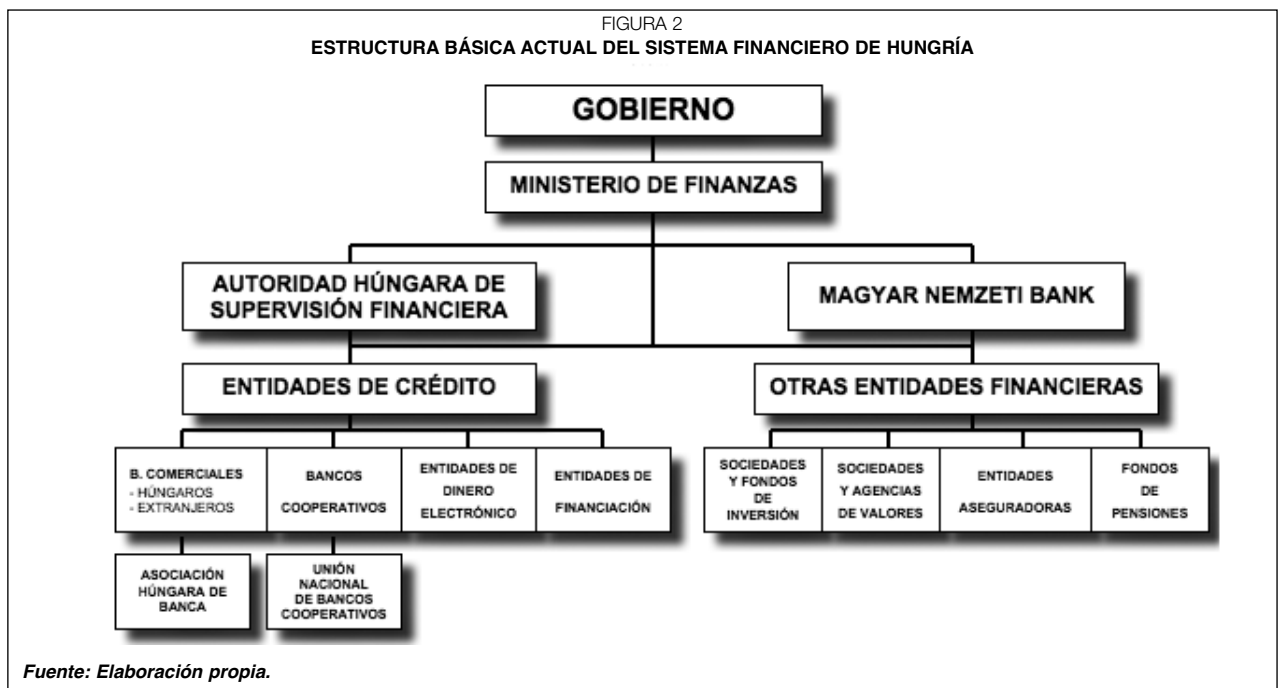 FIGURA 2
ESTRUCTURA BÁSICA ACTUAL DEL SISTEMA FINANCIERO DE HUNGRÍA
GOBIERNO
MINISTERIO DE FINANZAS
AUTORIDAD HÚNGARA DE
SUPERVISIÓN FINANCIERA
MAGYAR NEMZETI BANK
ENTIDADES DE CRÉDITO
OTRAS ENTIDADES FINANCIERAS
B. COMERCIALES
- HÚNGAROS
- EXTRANJEROS
BANCOS
COOPERATIVOS
ENTIDADES DE
DINERO
ELECTRÓNICO
ENTIDADES DE
FINANCIACIÓN
SOCIEDADES
Y FONDOS
DE
INVERSIÓN
SOCIEDADES
Y AGENCIAS
DE VALORES
ENTIDADES
ASEGURADORAS
FONDOS
DE
PENSIONES
ASOCIACIÓN
HÚNGARA DE
BANCA
UNIÓN
NACIONAL
DE BANCOS
COOPERATIVOS
Fuente: Elaboración propia.